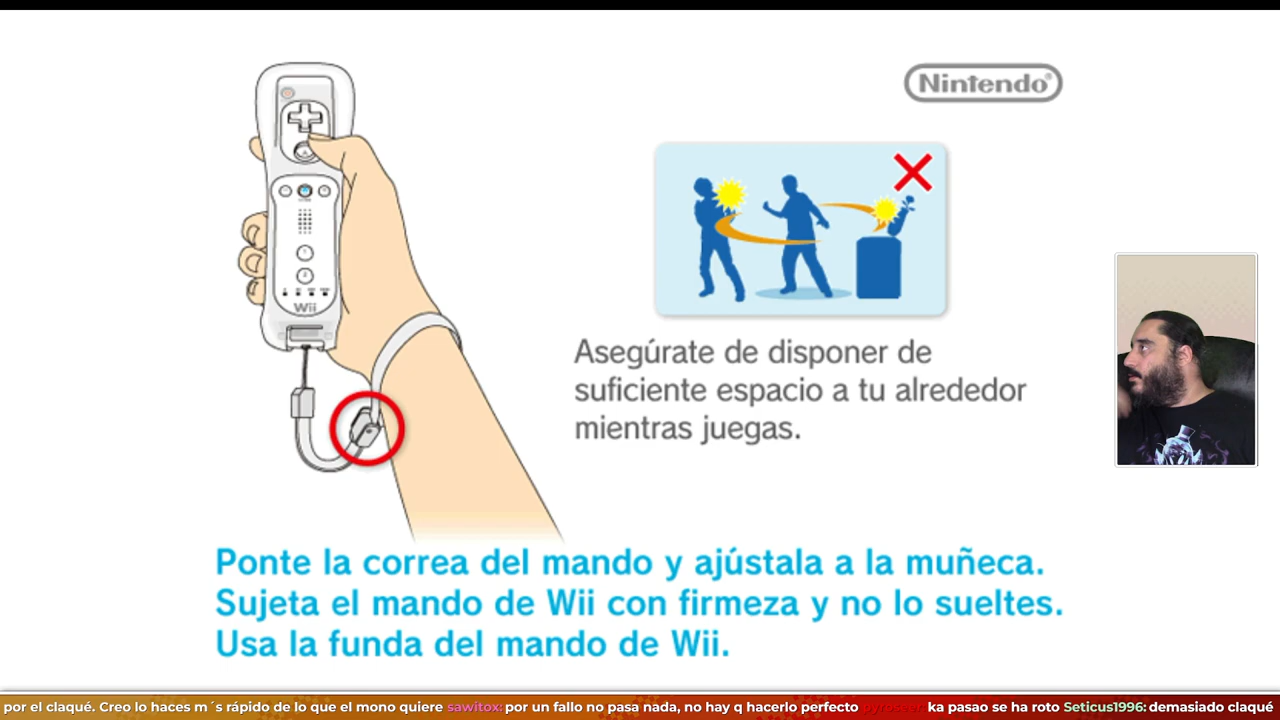 Nintendo®
Wii
Asegúrate de disponer de
suficiente espacio a tu alrededor
mientras juegas.
Ponte la correa del mando y ajústala a la muñeca.
Sujeta el mando de Wii con firmeza y no lo sueltes.
Usa la funda del mando de Wii.
por el claqué. Creo lo haces m´s rápido de lo que el mono quiere sawitox: por un fallo no pasa nada, no hay q hacerlo perfecto pyroseer: ka pasao se ha roto Seticus1996: demasiado claqué